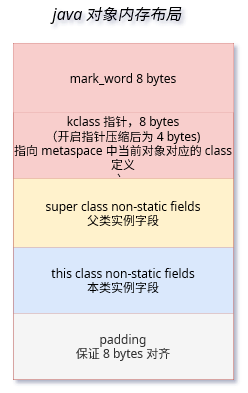 java 对象内存布局
mark_word 8 bytes
kclass 指针，8 bytes
（开启指针压缩后为 4 bytes)
指向 metaspace 中当前对象对应的 class
定义
、
super class non-static fields
父类实例字段
this class non-static fields
本类实例字段
padding
保证 8 bytes 对齐